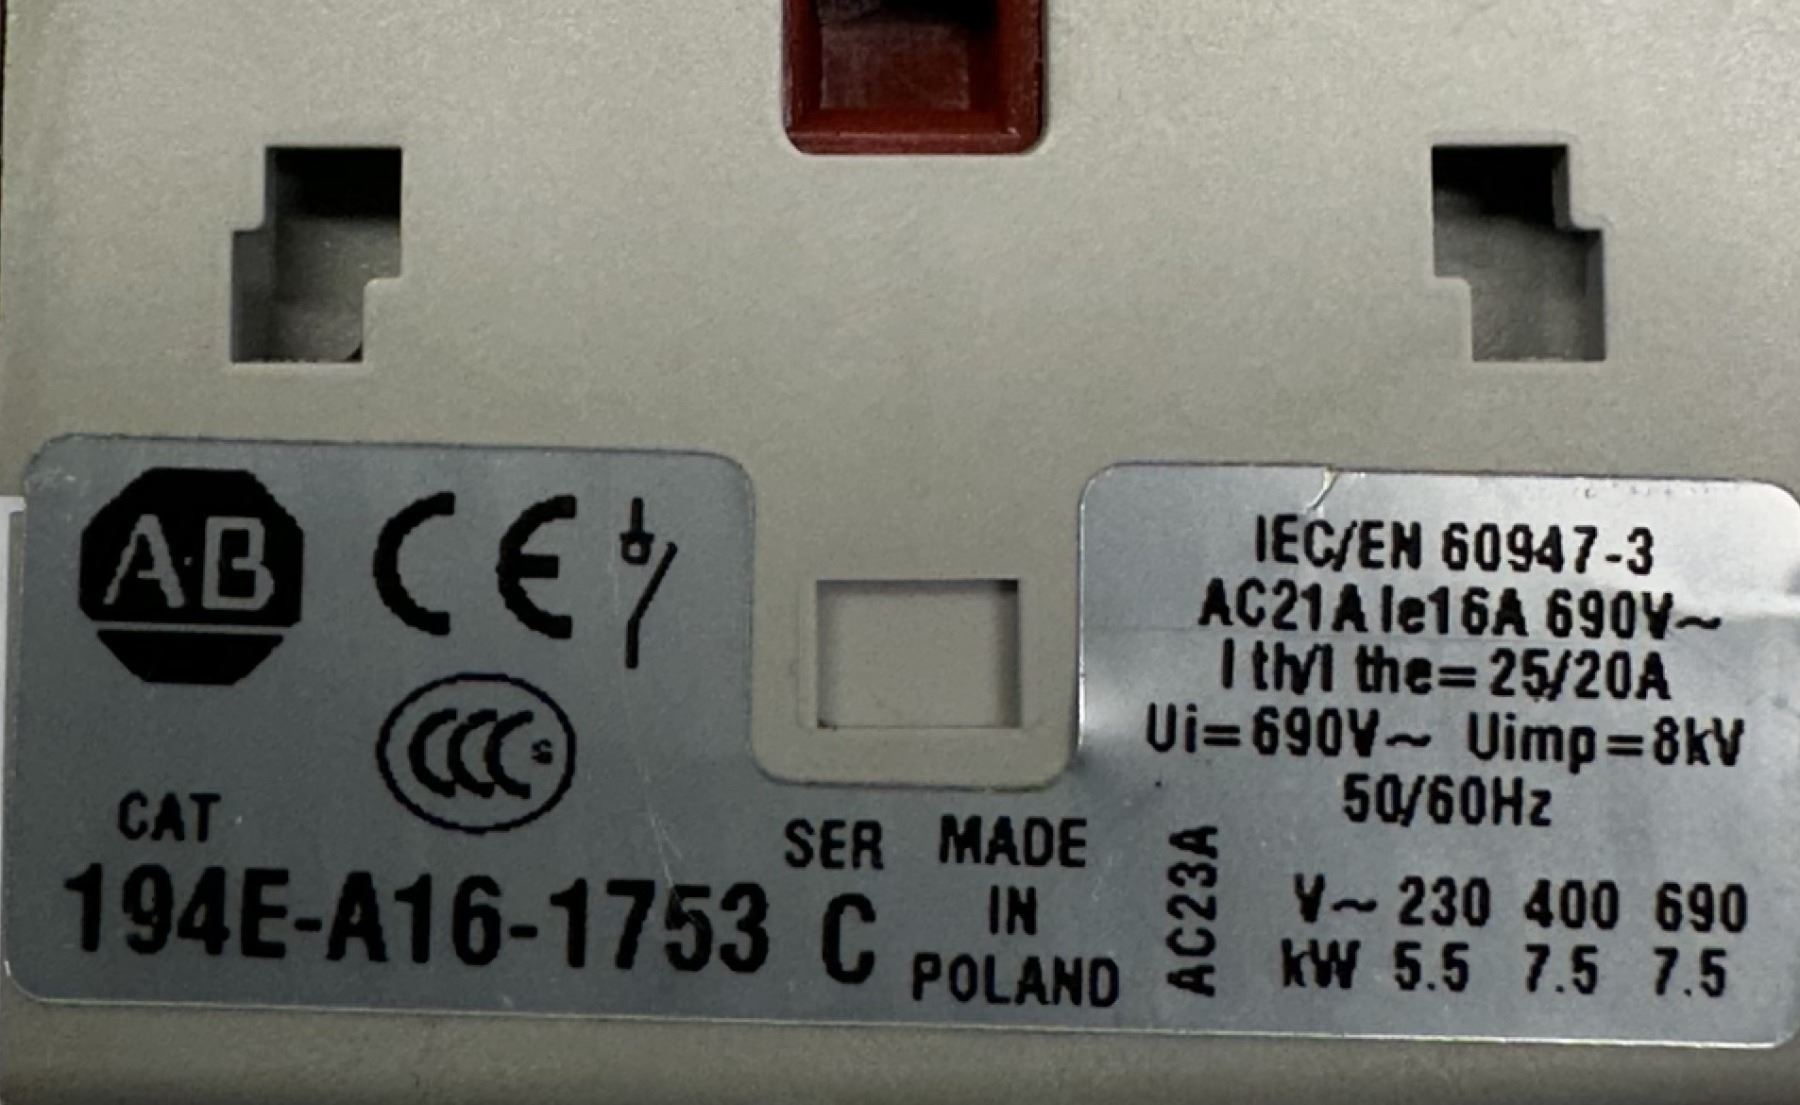 AB CE
CCC S
CAT
194E-A16-1753
SER
C
MADE
IN
POLAND
IEC/EN 60947-3
AC21A Ie16A 690V~
I th/I the=25/20A
Ui=690V~ Uimp=8kV
50/60Hz
AC23A
V~ 230 400 690
kW 5.5 7.5 7.5